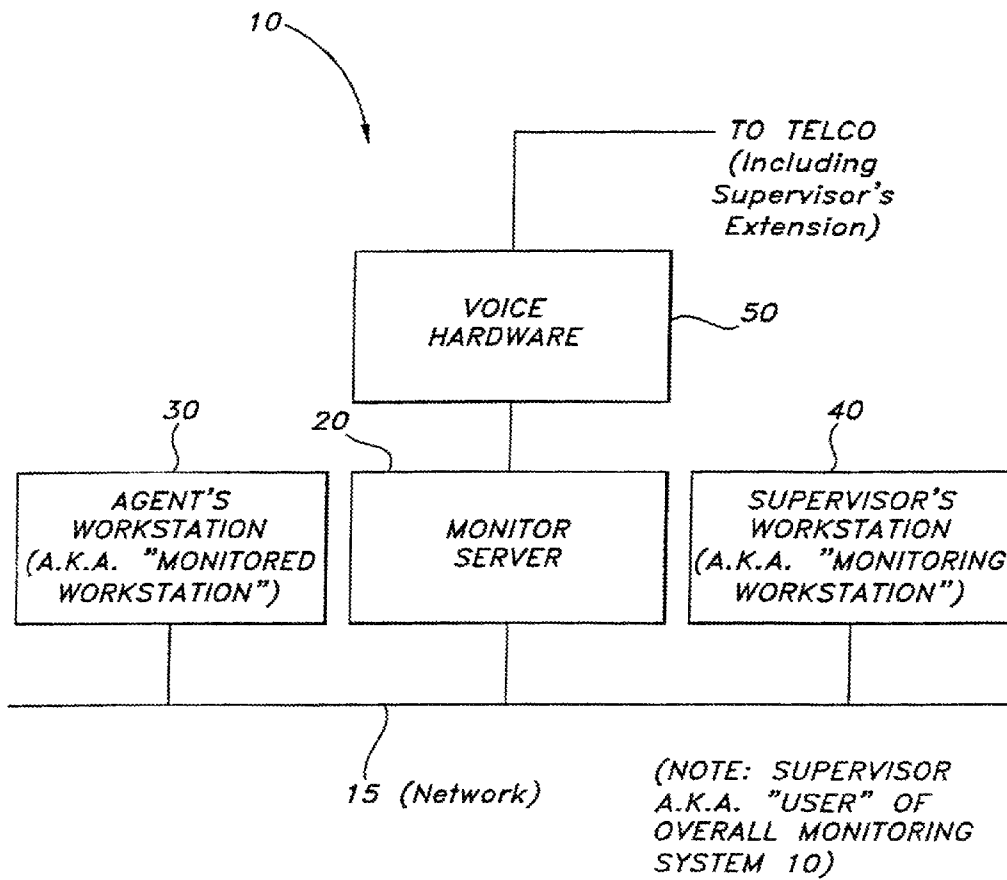 10
TO TELCO
(Including
Supervisor's
Extension)
VOICE
HARDWARE
50
30
20
40
AGENT'S
WORKSTATION
(A.K.A. "MONITORED
WORKSTATION")
MONITOR
SERVER
SUPERVISOR'S
WORKSTATION
(A.K.A. "MONITORING
WORKSTATION")
15 (Network)
(NOTE: SUPERVISOR
A.K.A. "USER" OF
OVERALL MONITORING
SYSTEM 10)